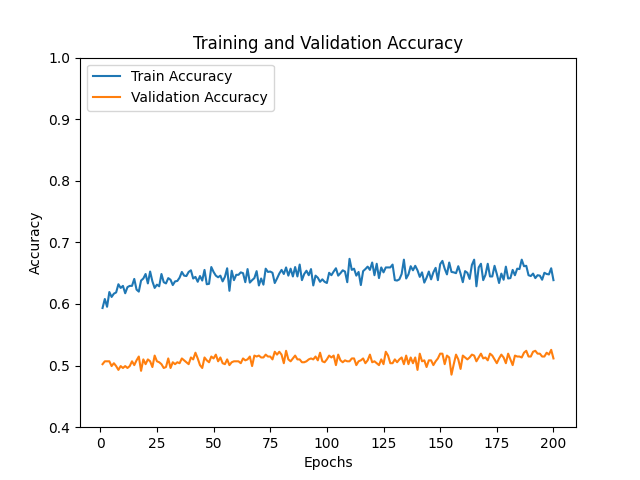 Training and Validation Accuracy
Train Accuracy
Validation Accuracy
1.0
0.9
0.8
0.7
0.6
0.5
0.4
Accuracy
0 25 50 75 100 125 150 175 200
Epochs